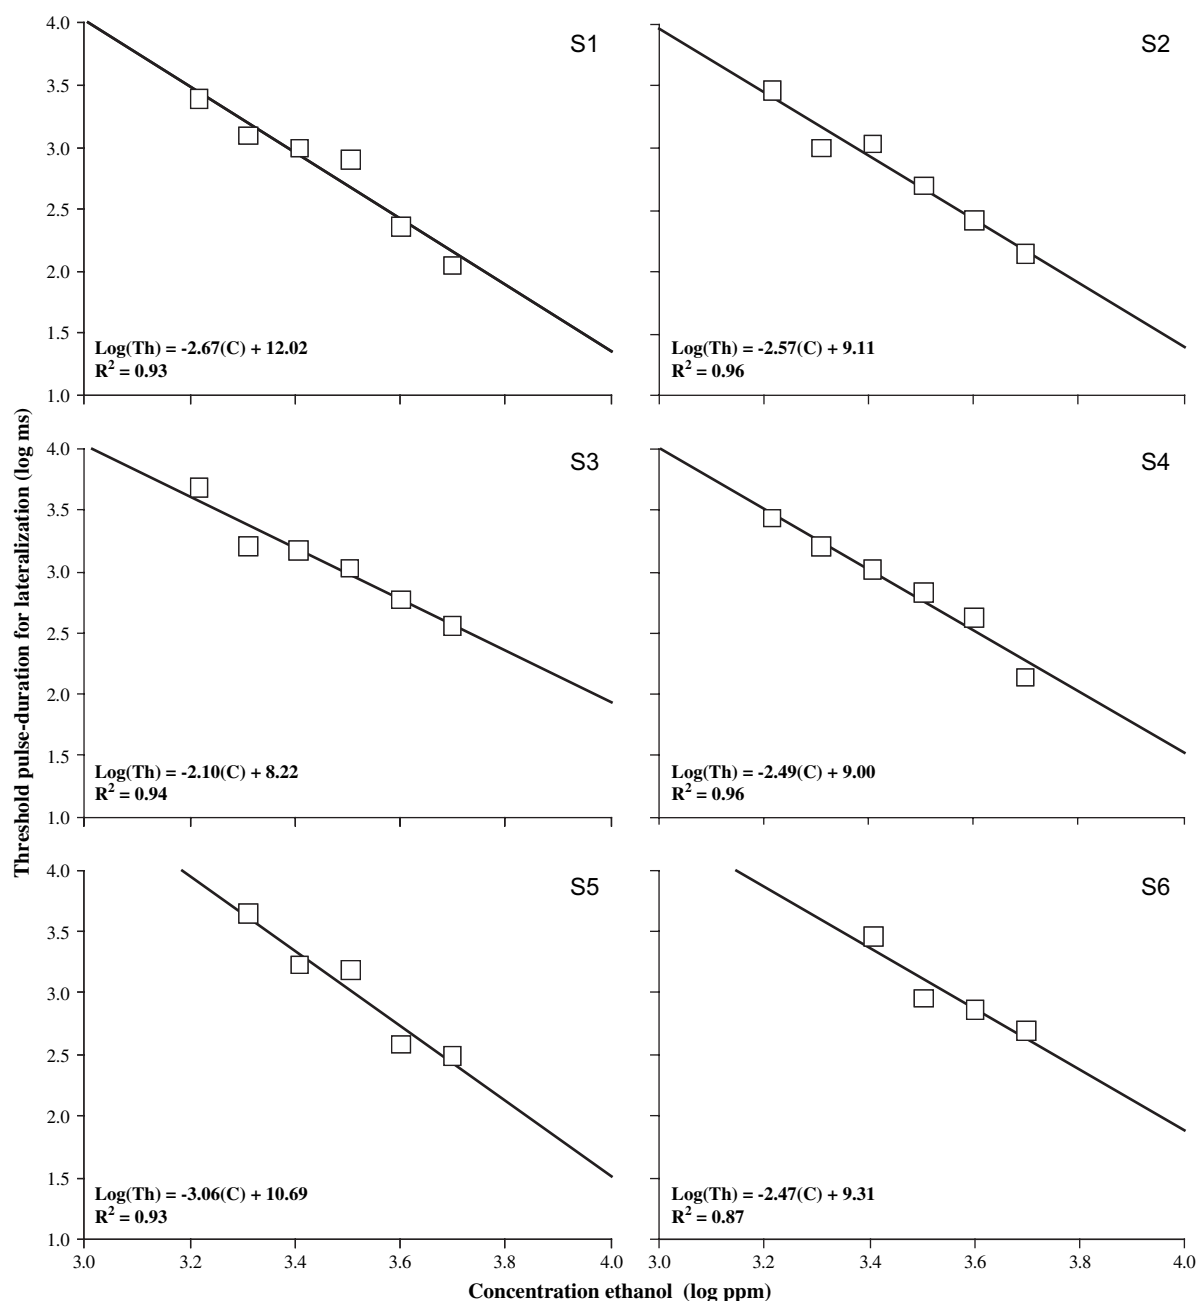 4.0
3.5
3.0
2.5
2.0
1.5
1.0
S1
Log(Th) = -2.67(C) + 12.02
R² = 0.93
S2
Log(Th) = -2.57(C) + 9.11
R² = 0.96
Threshold pulse-duration for lateralization (log ms)
4.0
3.5
3.0
2.5
2.0
1.5
1.0
S3
Log(Th) = -2.10(C) + 8.22
R² = 0.94
S4
Log(Th) = -2.49(C) + 9.00
R² = 0.96
4.0
3.5
3.0
2.5
2.0
1.5
1.0
S5
Log(Th) = -3.06(C) + 10.69
R² = 0.93
S6
Log(Th) = -2.47(C) + 9.31
R² = 0.87
3.0 3.2 3.4 3.6 3.8 4.0
3.0 3.2 3.4 3.6 3.8 4.0
Concentration ethanol (log ppm)